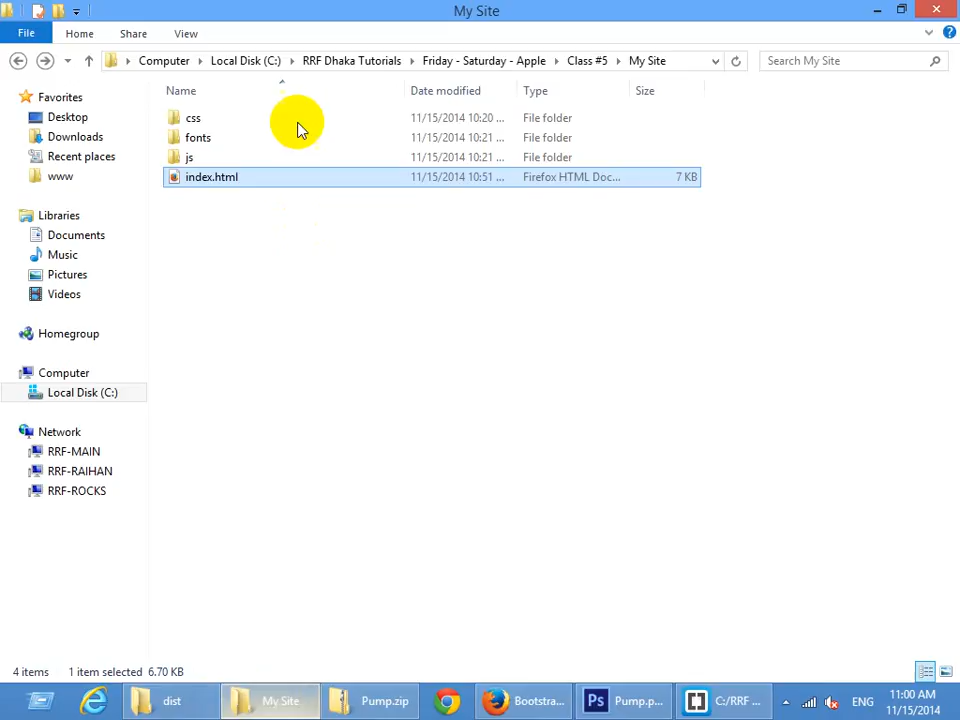 My Site
File Home Share View
Computer Local Disk (C:) RRF Dhaka Tutorials Friday - Saturday - Apple Class #5 My Site Search My Site
Name Date modified Type Size
css 11/15/2014 10:20 ... File folder
fonts 11/15/2014 10:21 ... File folder
js 11/15/2014 10:21 ... File folder
index.html 11/15/2014 10:51 ... Firefox HTML Doc... 7 KB
Favorites
Desktop
Downloads
Recent places
www
Libraries
Documents
Music
Pictures
Videos
Homegroup
Computer
Local Disk (C:)
Network
RRF-MAIN
RRF-RAIHAN
RRF-ROCKS
4 items 1 item selected 6.70 KB
dist My Site Pump.zip Bootstra... Ps Pump.p... C:/RRF ... ENG 11:00 AM
11/15/2014